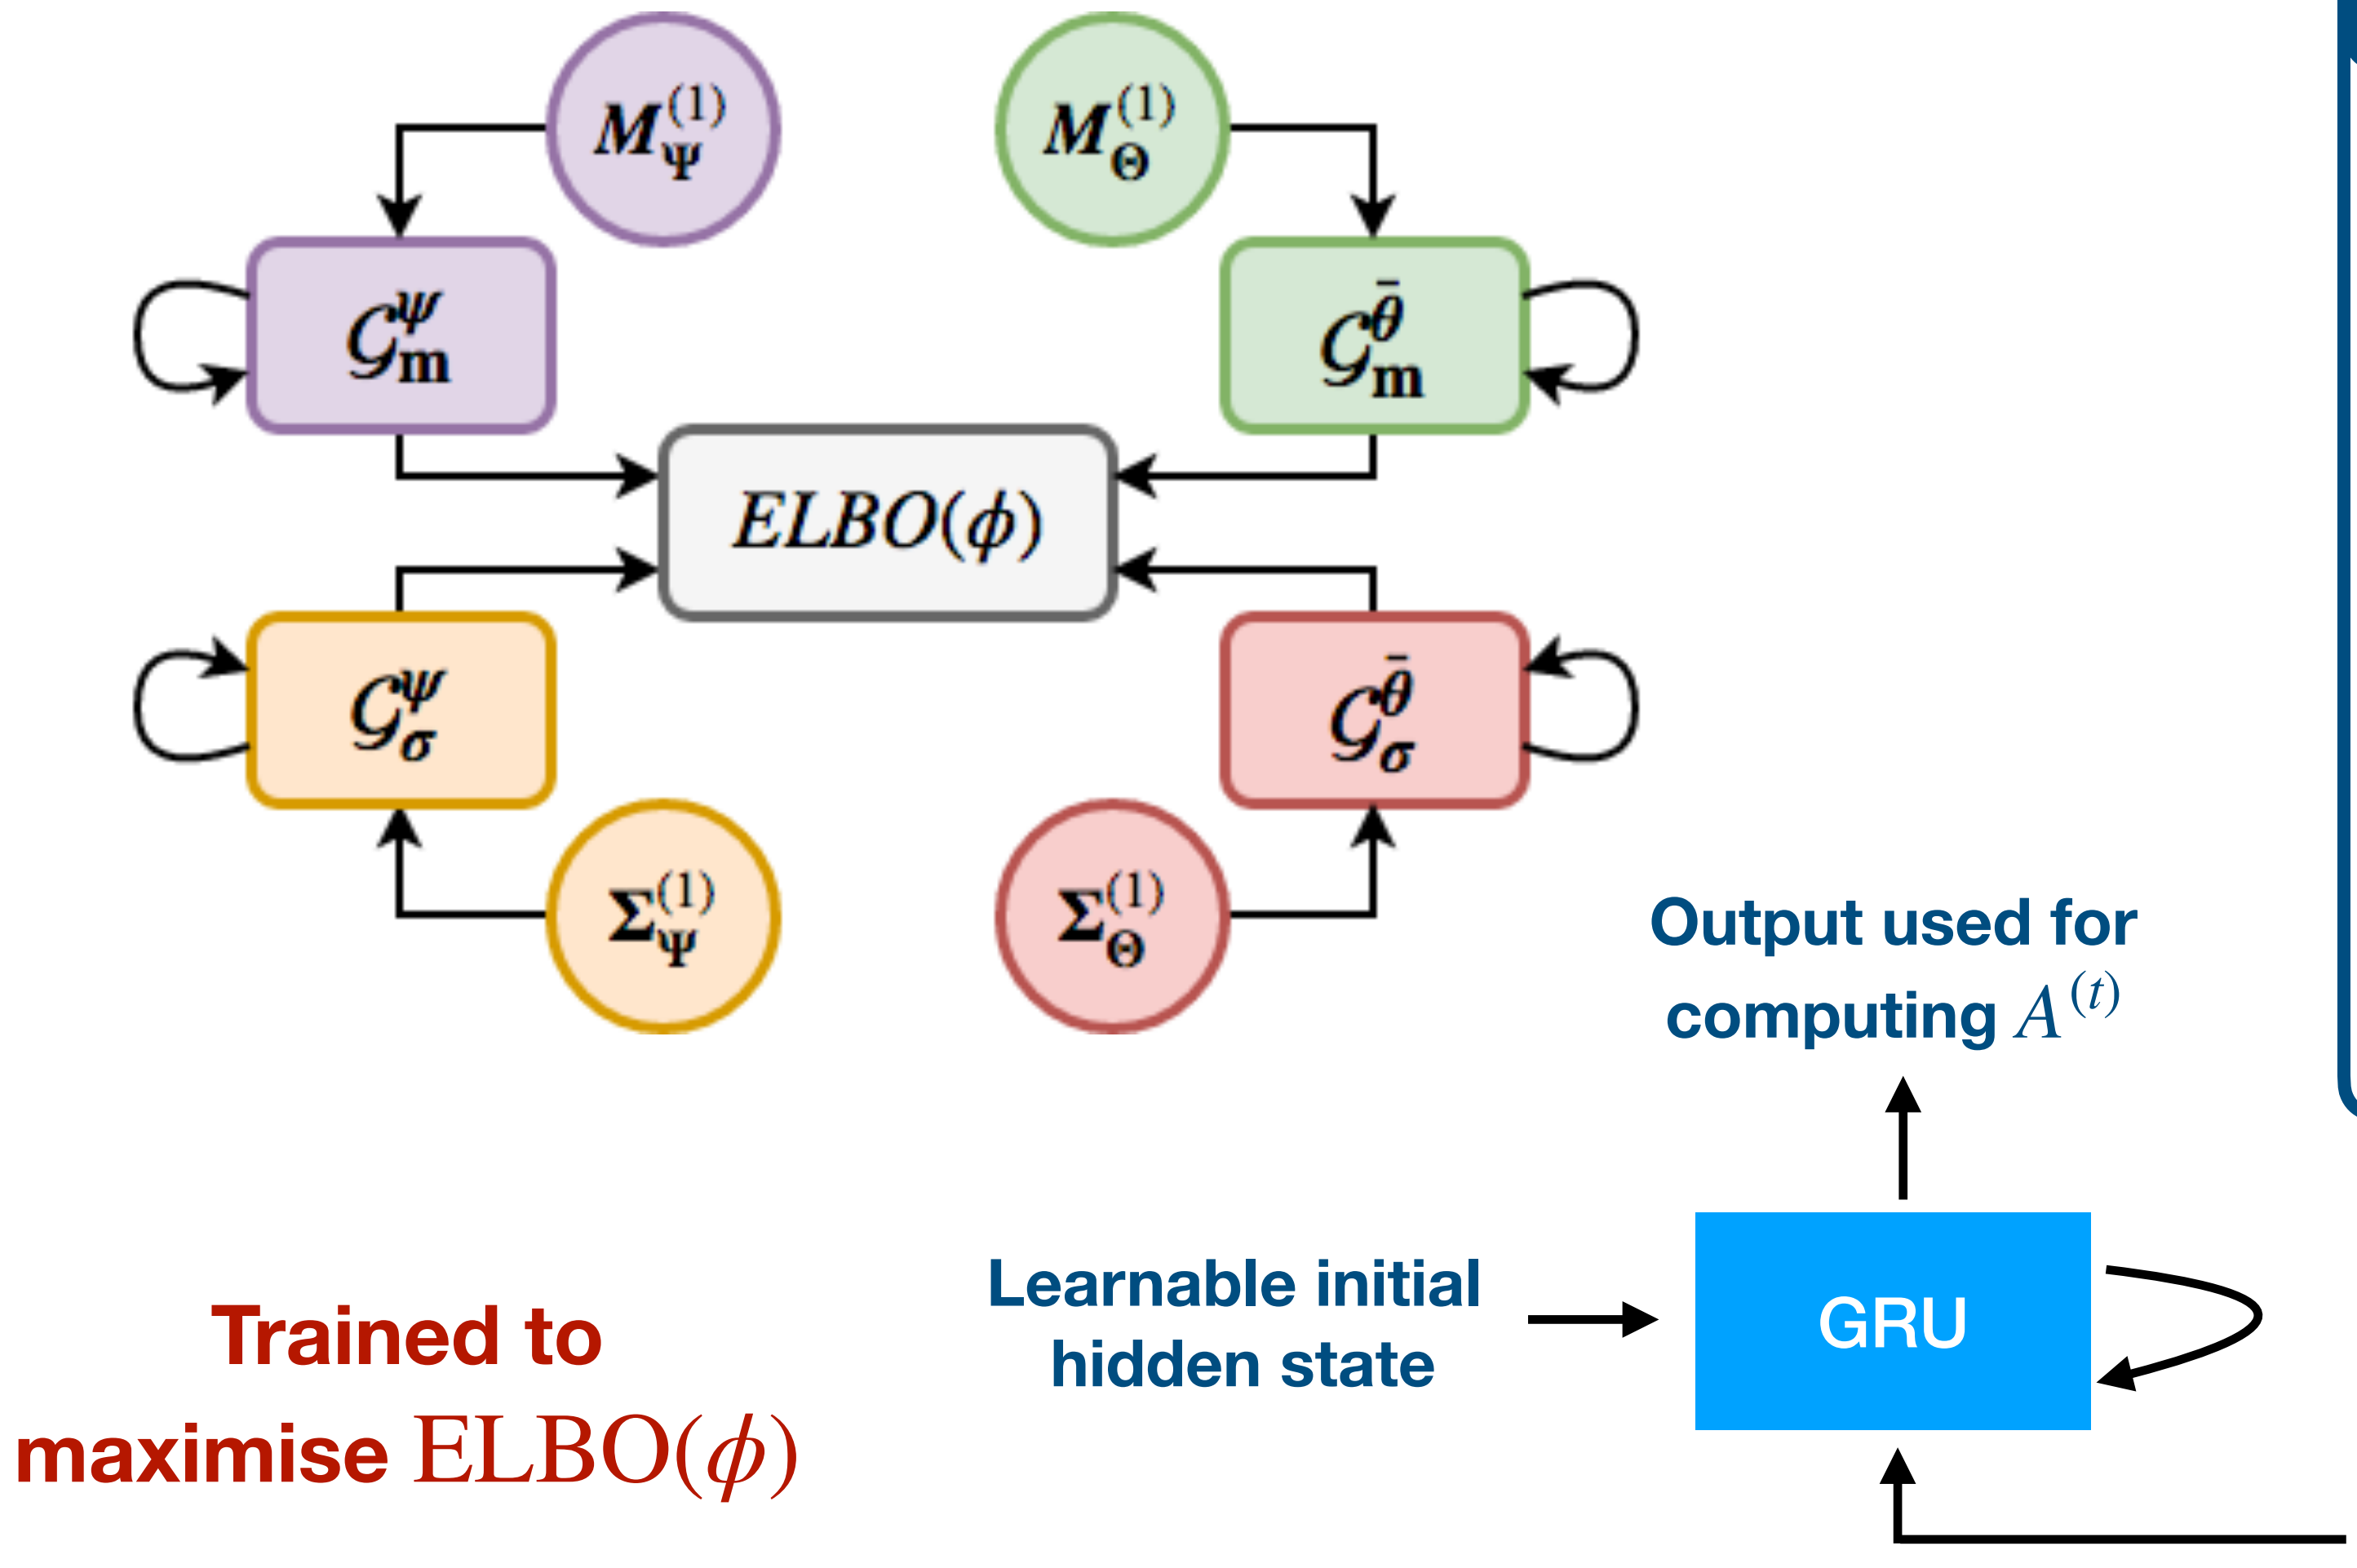 M_Ψ^(1)
M_Θ^(1)
𝒢_m^ψ
𝒢_m^θ̄
ELBO(ϕ)
𝒢_σ^ψ
𝒢_σ^θ̄
Σ_Ψ^(1)
Σ_Θ^(1)
Output used for
computing A^(t)
Learnable initial
hidden state
GRU
Trained to
maximise ELBO(ϕ)